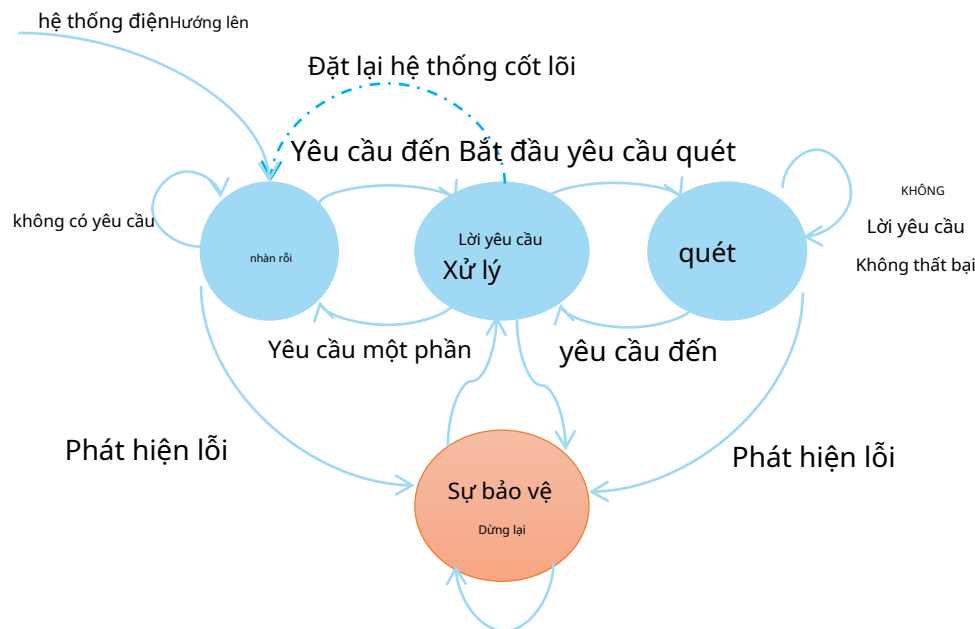 hệ thống điệnHướng lên
Đặt lại hệ thống cốt lõi
Yêu cầu đến Bắt đầu yêu cầu quét
không có yêu cầu
nhàn rỗi
Lời yêu cầu
Xử lý
quét
KHÔNG
Lời yêu cầu
Không thất bại
Yêu cầu một phần
yêu cầu đến
Phát hiện lỗi
Phát hiện lỗi
Sự bảo vệ
Dừng lại